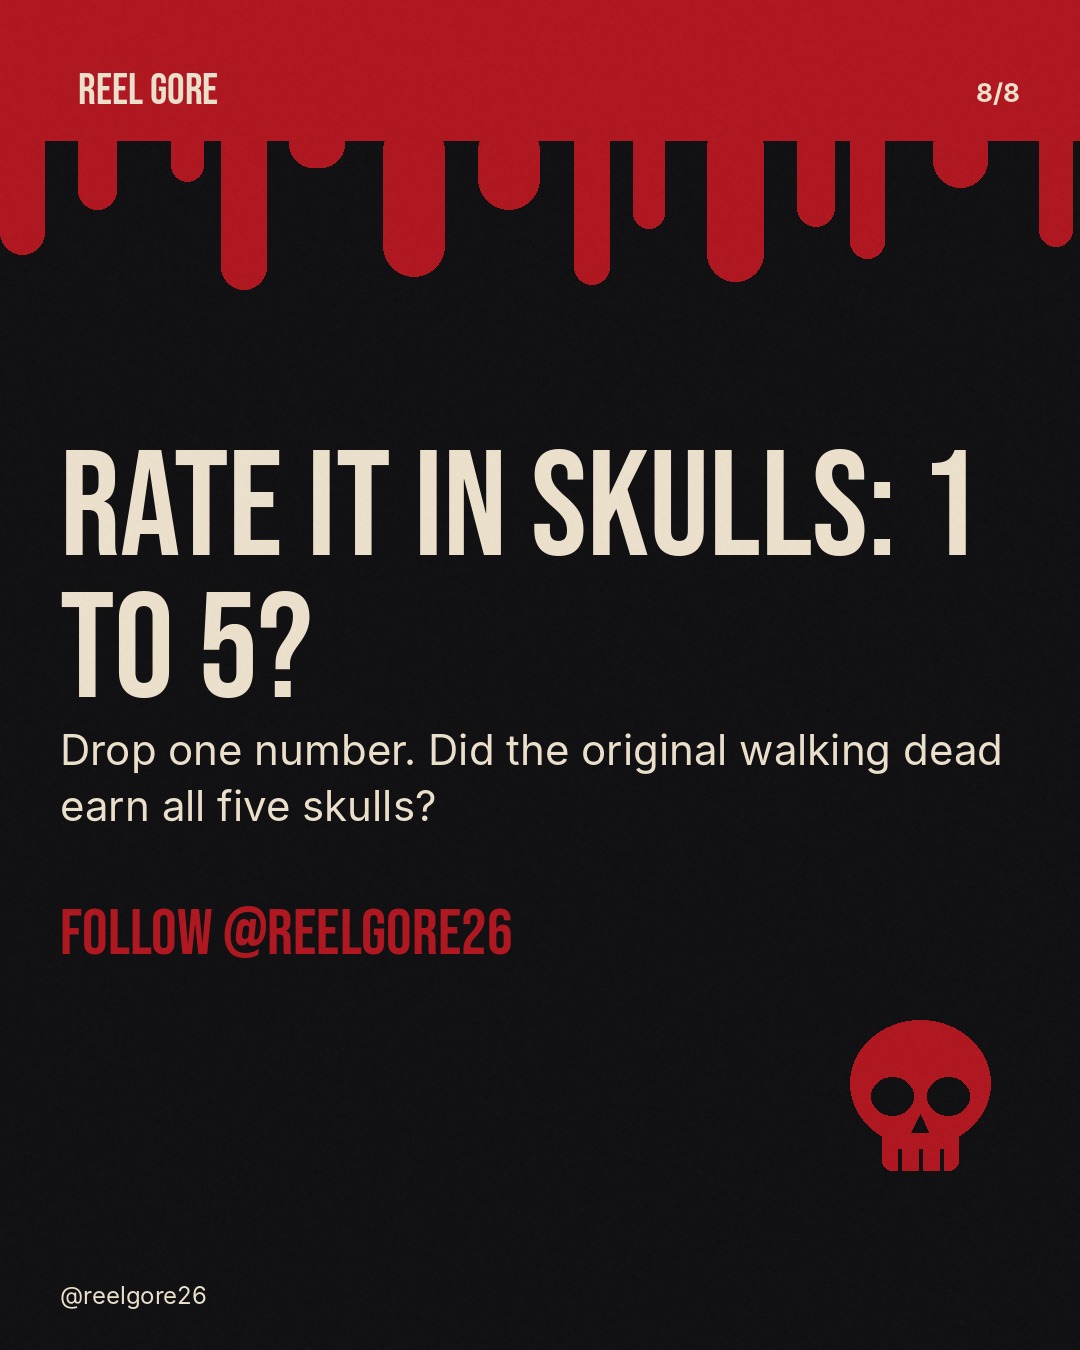 REEL GORE
8/8
RATE IT IN SKULLS: 1
TO 5?
Drop one number. Did the original walking dead
earn all five skulls?
FOLLOW @REELGORE26
@reelgore26